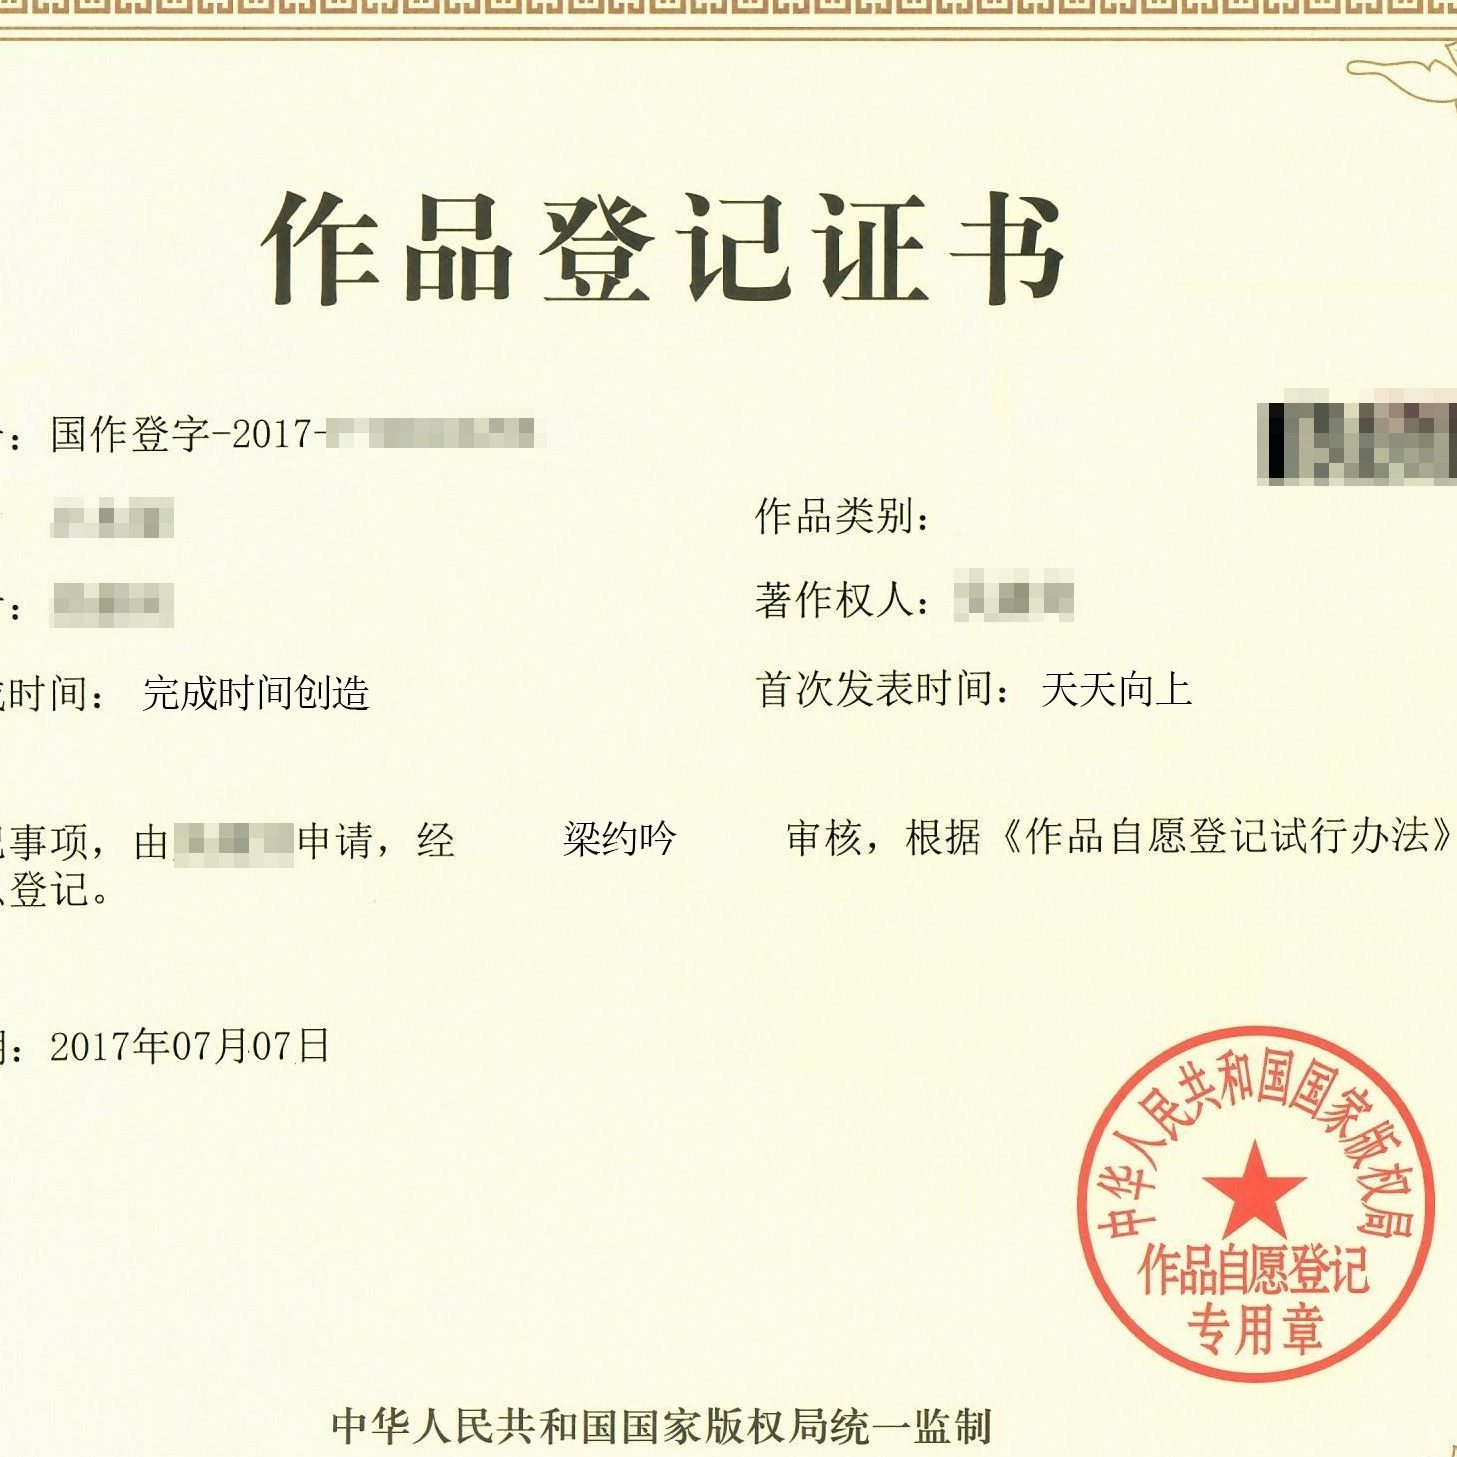 作品登记证书
：国作登字-2017-
作品类别：
：
著作权人：
时间： 完成时间创造
首次发表时间： 天天向上
事项，由 申请，经 梁约吟 审核，根据《作品自愿登记试行办法》
登记。
：2017年07月07日
中华人民共和国国家版权局
作品自愿登记
专用章
中华人民共和国国家版权局统一监制